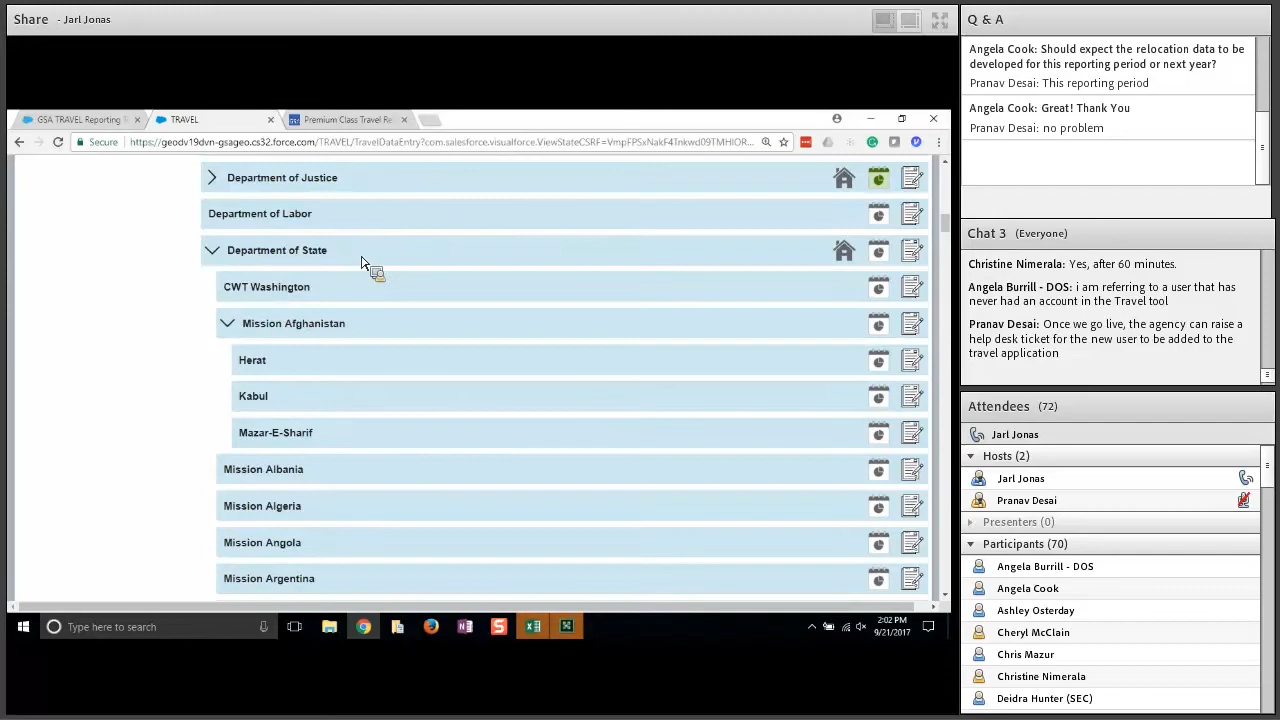 Share - Jarl Jonas
GSA TRAVEL Reporting
TRAVEL
Premium Class Travel Re
Secure
https://geodv19dvn-gsageo.cs32.force.com/TRAVEL/TravelDataEntry?com.salesforce.visualforce.ViewStateCSRF=VmpFPSxNakF4TnkwdO9TMHIOR...
Department of Justice
Department of Labor
Department of State
CWT Washington
Mission Afghanistan
Herat
Kabul
Mazar-E-Sharif
Mission Albania
Mission Algeria
Mission Angola
Mission Argentina
Type here to search
2:02 PM
9/21/2017
Q & A
Angela Cook: Should expect the relocation data to be
developed for this reporting period or next year?
Pranav Desai: This reporting period
Angela Cook: Great! Thank You
Pranav Desai: no problem
Chat 3 (Everyone)
Christine Nimerala: Yes, after 60 minutes.
Angela Burrill - DOS: i am referring to a user that has
never had an account in the Travel tool
Pranav Desai: Once we go live, the agency can raise a
help desk ticket for the new user to be added to the
travel application
Attendees (72)
Jarl Jonas
Hosts (2)
Jarl Jonas
Pranav Desai
Presenters (0)
Participants (70)
Angela Burrill - DOS
Angela Cook
Ashley Osterday
Cheryl McClain
Chris Mazur
Christine Nimerala
Deidra Hunter (SEC)